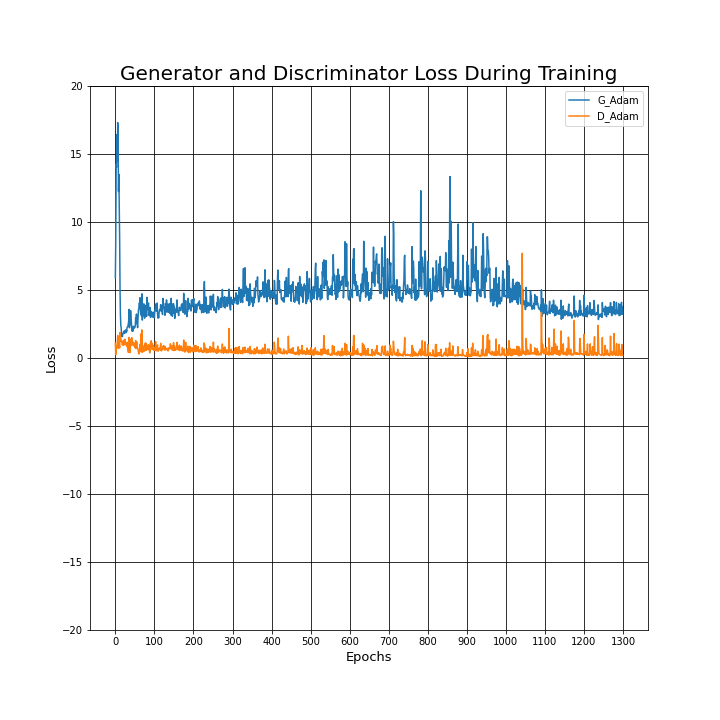 Generator and Discriminator Loss During Training
G_Adam
D_Adam
20
15
10
5
0
−5
−10
−15
−20
Loss
0 100 200 300 400 500 600 700 800 900 1000 1100 1200 1300
Epochs